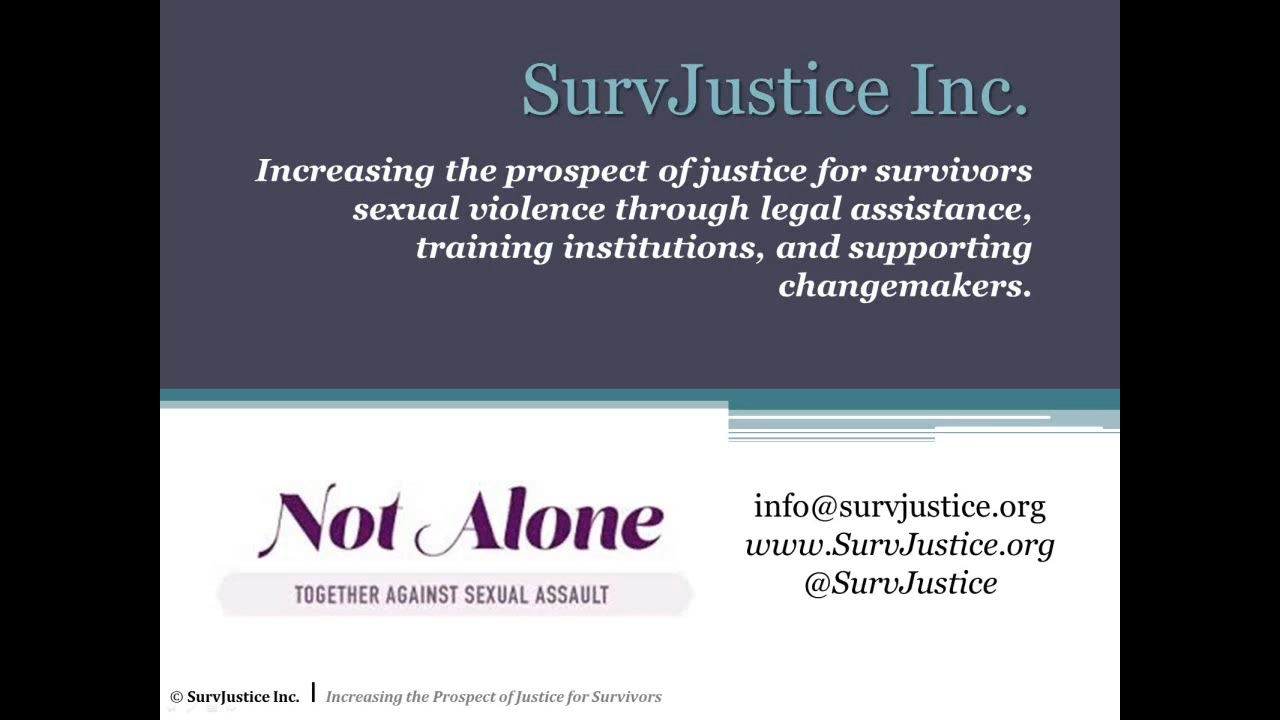 SurvJustice Inc.
Increasing the prospect of justice for survivors
sexual violence through legal assistance,
training institutions, and supporting
changemakers.
Not Alone
TOGETHER AGAINST SEXUAL ASSAULT
info@survjustice.org
www.SurvJustice.org
@SurvJustice
© SurvJustice Inc. | Increasing the Prospect of Justice for Survivors